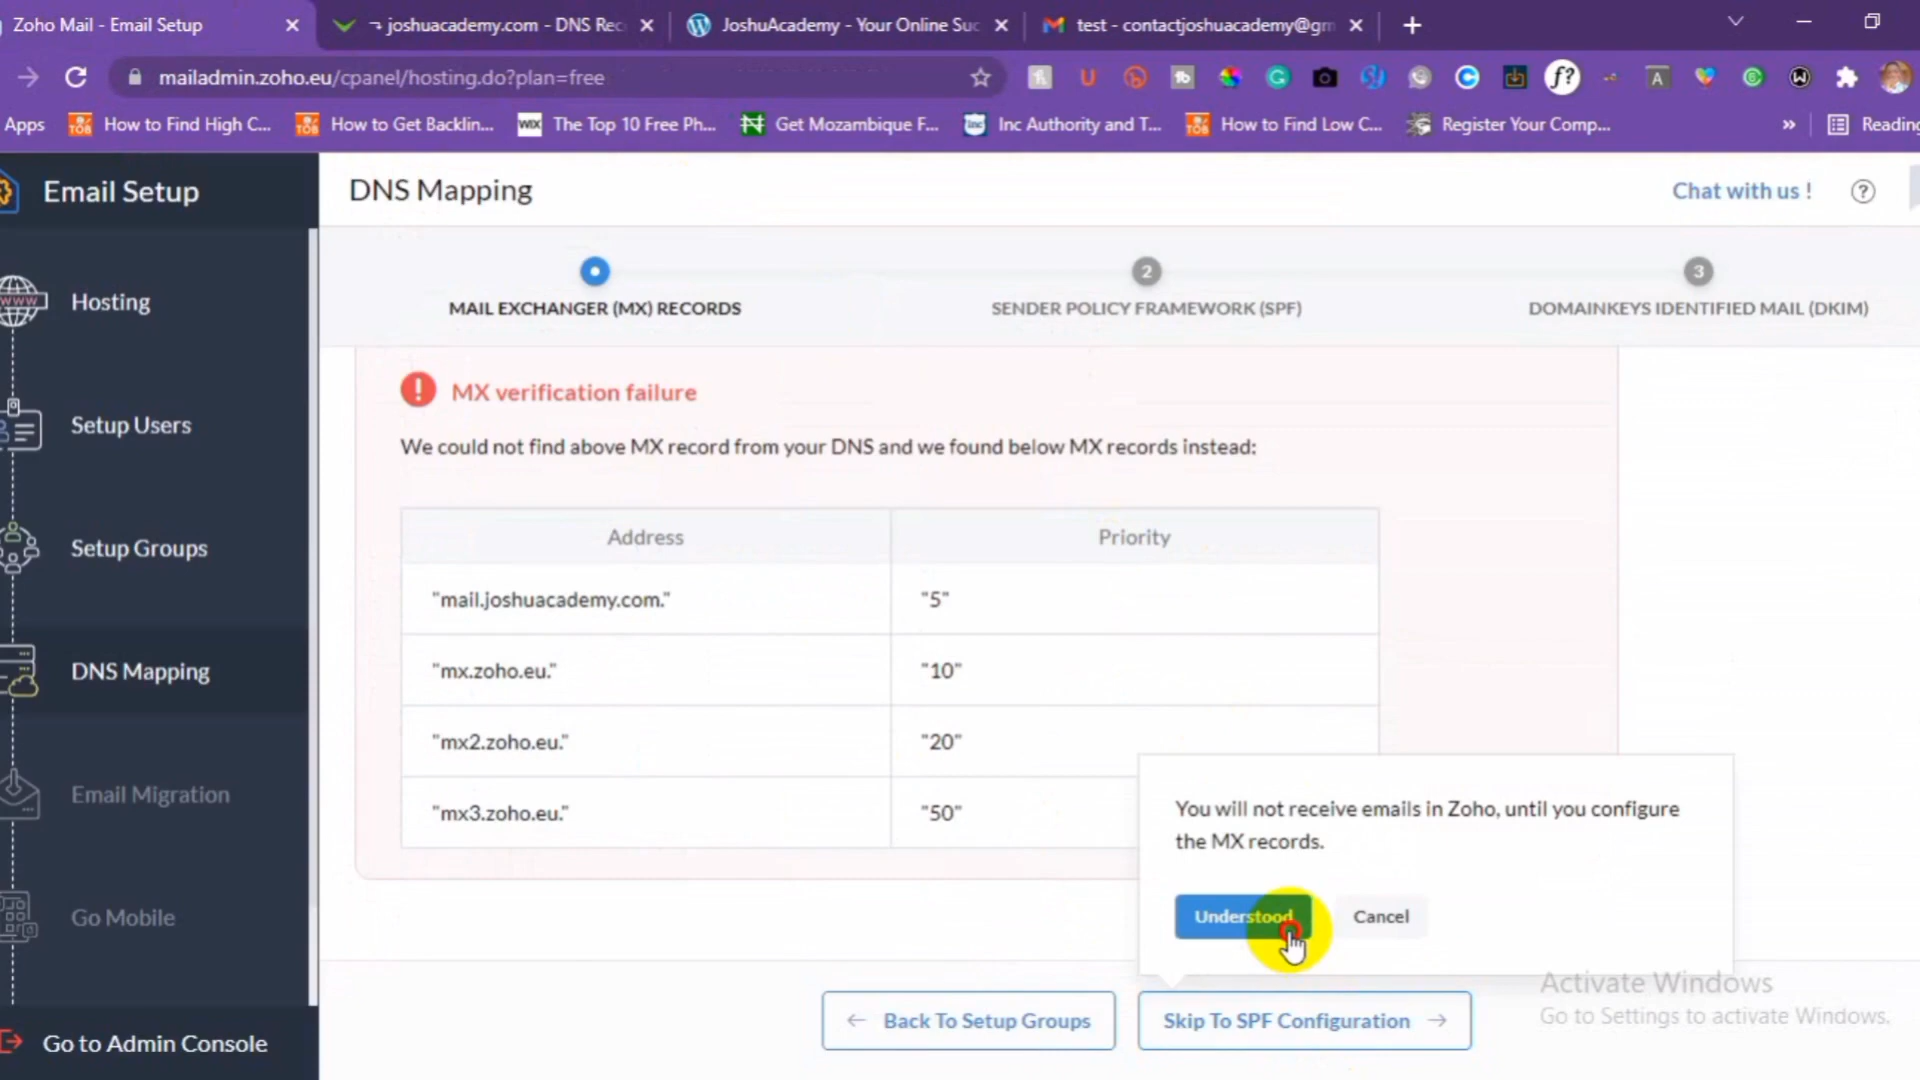 Zoho Mail - Email Setup
joshuacademy.com - DNS Rec
JoshuAcademy - Your Online Suc
test - contactjoshuacademy@gm
mailadmin.zoho.eu/cpanel/hosting.do?plan=free
Apps
How to Find High C...
How to Get Backlin...
WIX
The Top 10 Free Ph...
Get Mozambique F...
Inc Authority and T...
How to Find Low C...
Register Your Comp...
Reading
Email Setup
DNS Mapping
Chat with us !
Hosting
Setup Users
Setup Groups
DNS Mapping
Email Migration
Go Mobile
Go to Admin Console
2
3
MAIL EXCHANGER (MX) RECORDS
SENDER POLICY FRAMEWORK (SPF)
DOMAINKEYS IDENTIFIED MAIL (DKIM)
MX verification failure
We could not find above MX record from your DNS and we found below MX records instead:
Address Priority
"mail.joshuacademy.com." "5"
"mx.zoho.eu." "10"
"mx2.zoho.eu." "20"
"mx3.zoho.eu." "50"
You will not receive emails in Zoho, until you configure
the MX records.
Understood
Cancel
Back To Setup Groups
Skip To SPF Configuration
Activate Windows
Go to Settings to activate Windows.